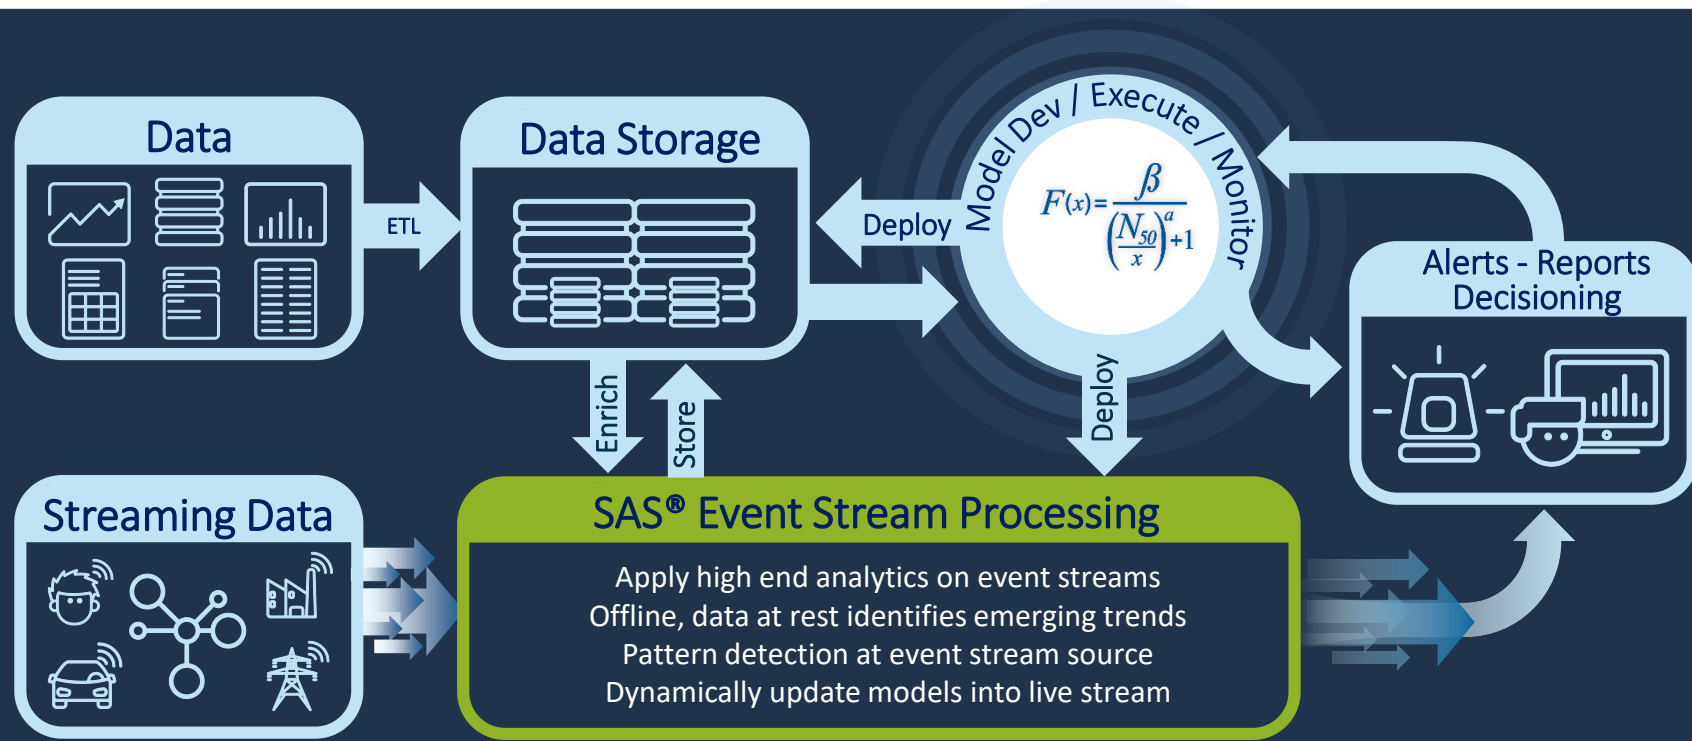 Data
ETL
Data Storage
Deploy
Model Dev / Execute / Monitor
F(x)= β / ((N50/x)^a +1)
Alerts - Reports
Decisioning
Enrich
Store
Deploy
Streaming Data
SAS® Event Stream Processing
Apply high end analytics on event streams
Offline, data at rest identifies emerging trends
Pattern detection at event stream source
Dynamically update models into live stream